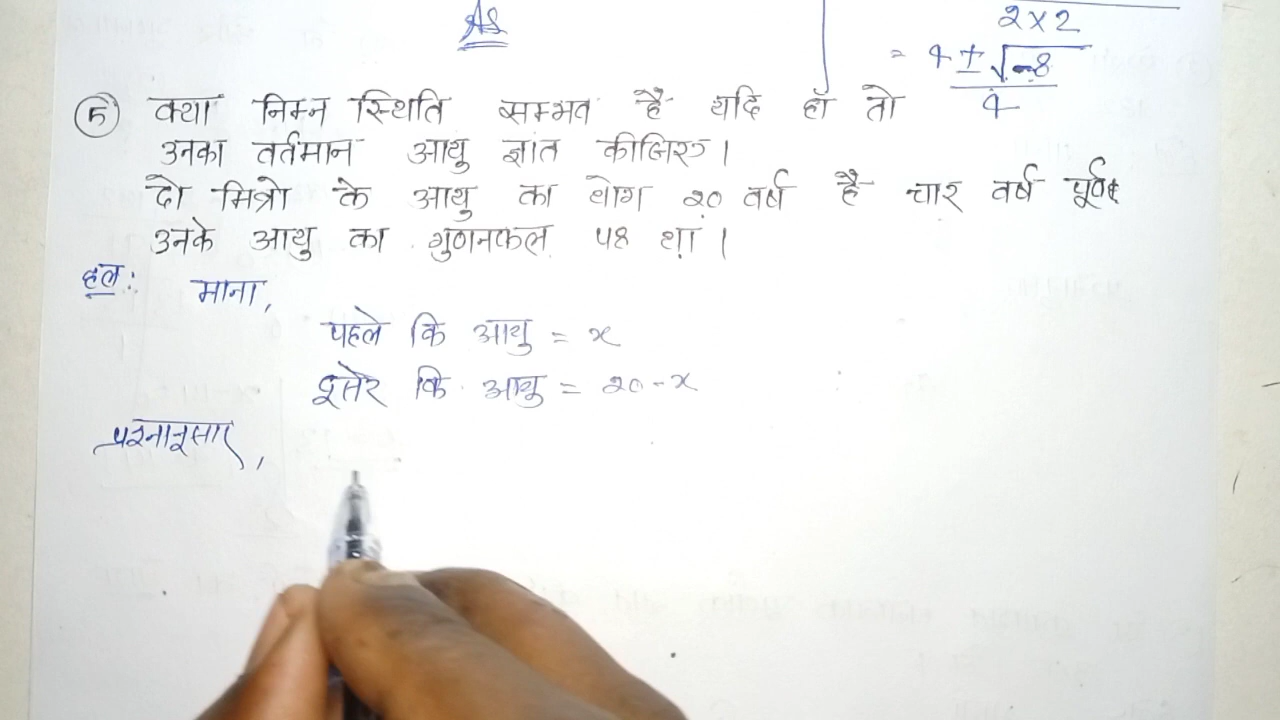 AS
2×2
= 4 ± √-8
4
5 क्या निम्न स्थिति सम्भव है यदि हाँ तो
उनका वर्तमान आयु ज्ञांत कीजिए।
दो मित्रो के आयु का योग 20 वर्ष है चार वर्ष पूर्व
उनके आयु का गुणनफल 48 था।
हल: माना,
पहले कि आयु = x
दूसरे कि आयु = 20-x
प्रश्नानुसार,